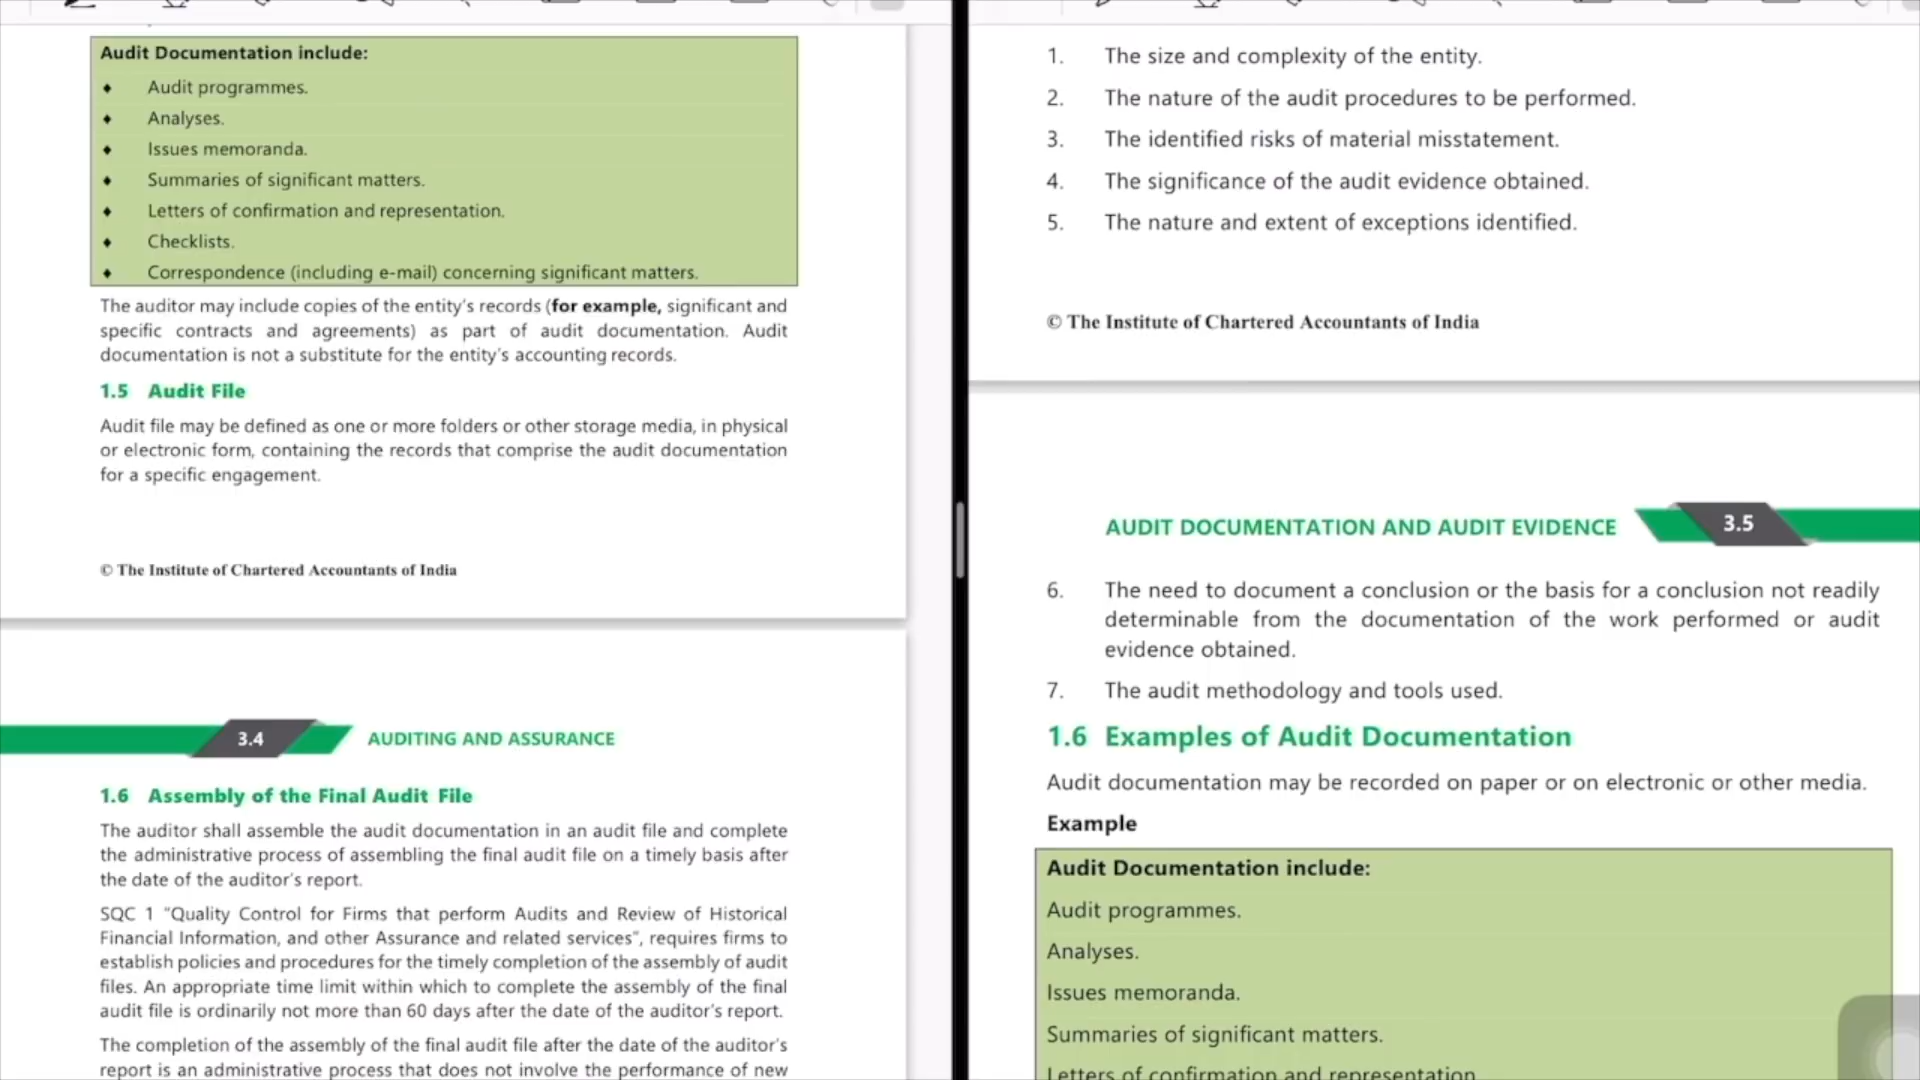 Audit Documentation include:
♦ Audit programmes.
♦ Analyses.
♦ Issues memoranda.
♦ Summaries of significant matters.
♦ Letters of confirmation and representation.
♦ Checklists.
♦ Correspondence (including e-mail) concerning significant matters.
The auditor may include copies of the entity's records (for example, significant and
specific contracts and agreements) as part of audit documentation. Audit
documentation is not a substitute for the entity's accounting records.
1.5 Audit File
Audit file may be defined as one or more folders or other storage media, in physical
or electronic form, containing the records that comprise the audit documentation
for a specific engagement.
© The Institute of Chartered Accountants of India
3.4 AUDITING AND ASSURANCE
1.6 Assembly of the Final Audit File
The auditor shall assemble the audit documentation in an audit file and complete
the administrative process of assembling the final audit file on a timely basis after
the date of the auditor's report.
SQC 1 "Quality Control for Firms that perform Audits and Review of Historical
Financial Information, and other Assurance and related services", requires firms to
establish policies and procedures for the timely completion of the assembly of audit
files. An appropriate time limit within which to complete the assembly of the final
audit file is ordinarily not more than 60 days after the date of the auditor's report.
The completion of the assembly of the final audit file after the date of the auditor's
report is an administrative process that does not involve the performance of new
1. The size and complexity of the entity.
2. The nature of the audit procedures to be performed.
3. The identified risks of material misstatement.
4. The significance of the audit evidence obtained.
5. The nature and extent of exceptions identified.
© The Institute of Chartered Accountants of India
AUDIT DOCUMENTATION AND AUDIT EVIDENCE 3.5
6. The need to document a conclusion or the basis for a conclusion not readily
determinable from the documentation of the work performed or audit
evidence obtained.
7. The audit methodology and tools used.
1.6 Examples of Audit Documentation
Audit documentation may be recorded on paper or on electronic or other media.
Example
Audit Documentation include:
Audit programmes.
Analyses.
Issues memoranda.
Summaries of significant matters.
Letters of confirmation and representation